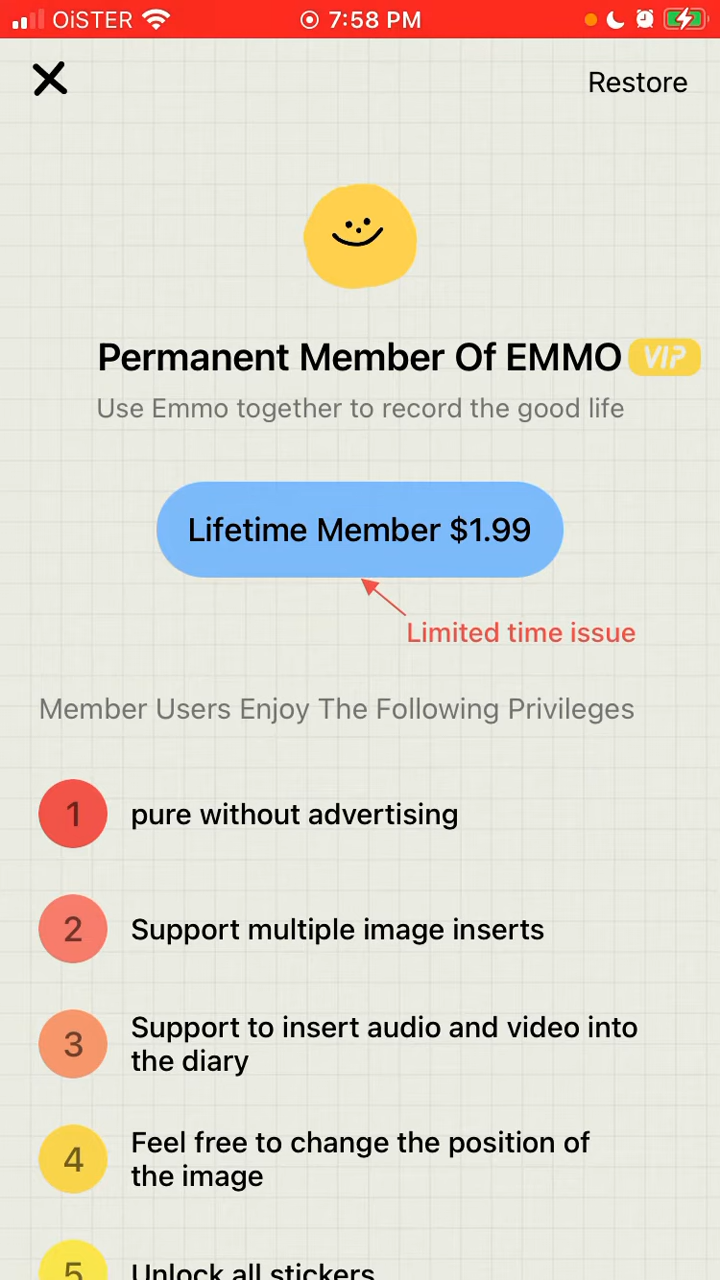 OiSTER 7:58 PM
Restore
Permanent Member Of EMMO VIP
Use Emmo together to record the good life
Lifetime Member $1.99
Limited time issue
Member Users Enjoy The Following Privileges
1 pure without advertising
2 Support multiple image inserts
3 Support to insert audio and video into
the diary
4 Feel free to change the position of
the image
5 Unlock all stickers